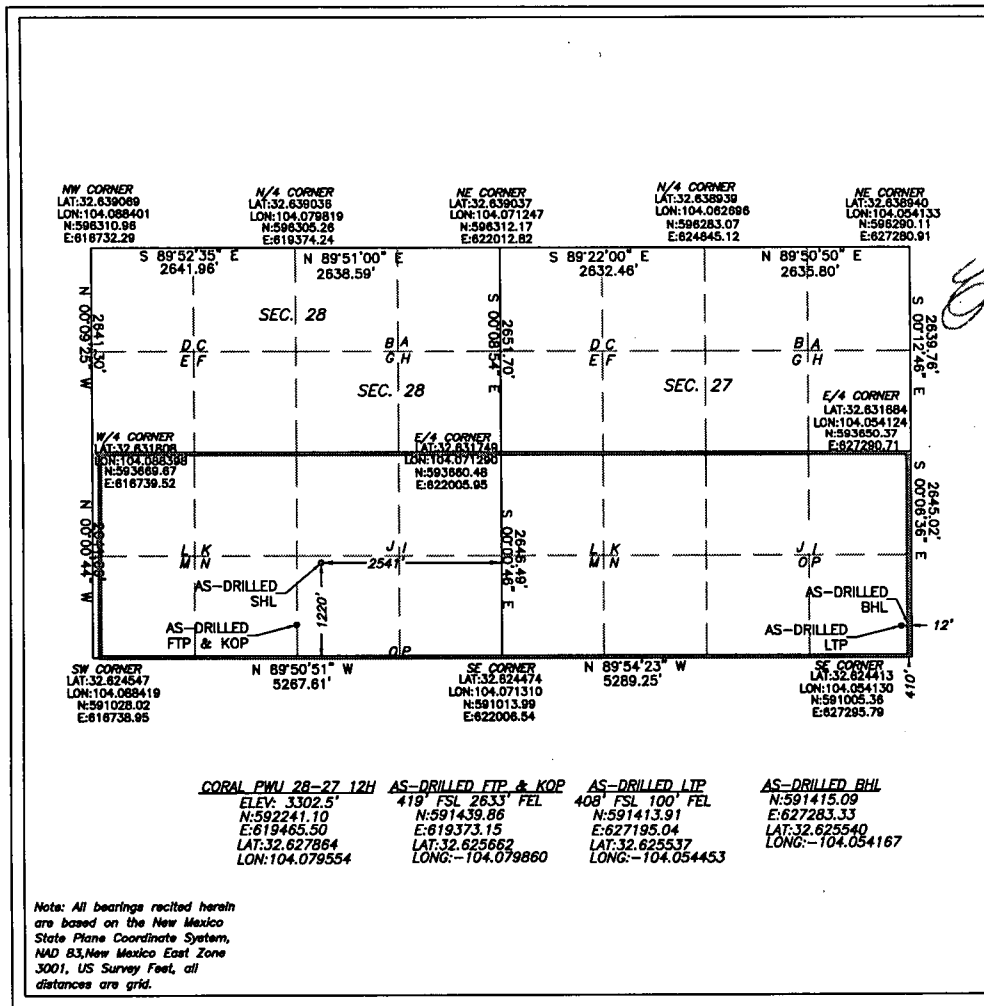 NW CORNER
LAT:32.639069
LON:104.088401
N:596310.96
E:616732.29
N/4 CORNER
LAT:32.639036
LON:104.079819
N:596305.26
E:619374.24
NE CORNER
LAT:32.639037
LON:104.071247
N:596312.17
E:622012.82
N/4 CORNER
LAT:32.638939
LON:104.062696
N:596283.07
E:624645.12
NE CORNER
LAT:32.638940
LON:104.054133
N:596290.11
E:627280.91
S 89°52'35" E
2641.96'
N 89°51'00" E
2638.59'
S 89°22'00" E
2632.46'
N 89°50'50" E
2635.80'
N 00°09'25" W
2641.30'
SEC. 28
S 00°08'54" E
2651.70'
S 00°12'46" E
2639.76'
D C
E F
B A
G H
D C
E F
B A
G H
SEC. 28
SEC. 27
W/4 CORNER
LAT:32.631808
LON:104.088398
N:593669.67
E:616739.52
E/4 CORNER
LAT:32.631749
LON:104.071290
N:593660.48
E:622005.95
E/4 CORNER
LAT:32.631684
LON:104.054124
N:593650.37
E:627290.71
N 00°00'44" W
S 00°00'46" E
2646.49'
S 00°06'36" E
2645.02'
L K
M N
J I
2541'
L K
M N
J I
O P
AS-DRILLED
SHL
1220'
AS-DRILLED
FTP & KOP
O P
AS-DRILLED
BHL
AS-DRILLED
LTP
12'
410'
SW CORNER
LAT:32.624547
LON:104.088419
N:591028.02
E:616738.95
N 89°50'51" W
5267.61'
SE CORNER
LAT:32.624474
LON:104.071310
N:591013.99
E:622006.54
N 89°54'23" W
5289.25'
SE CORNER
LAT:32.624413
LON:104.054130
N:591005.36
E:627295.79
CORAL PWU 28-27 12H
ELEV: 3302.5'
N:592241.10
E:619465.50
LAT:32.627864
LON:104.079554
AS-DRILLED FTP & KOP
419' FSL 2633' FEL
N:591439.86
E:619373.15
LAT:32.625662
LONG:-104.079860
AS-DRILLED LTP
408' FSL 100' FEL
N:591413.91
E:627195.04
LAT:32.625537
LONG:-104.054453
AS-DRILLED BHL
N:591415.09
E:627283.33
LAT:32.625540
LONG:-104.054167
Note: All bearings recited herein
are based on the New Mexico
State Plane Coordinate System,
NAD 83,New Mexico East Zone
3001, US Survey Feet, all
distances are grid.